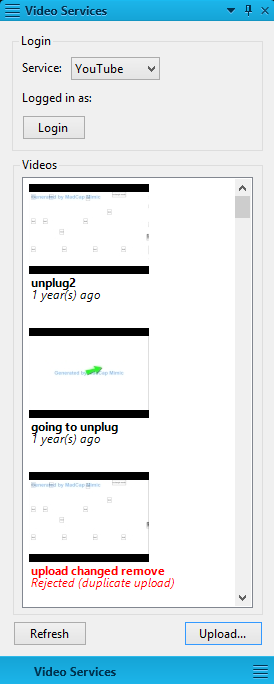 Video Services
Login
Service: YouTube
Logged in as:
Login
Videos
Generated by MadCap Mimic
unplug2
1 year(s) ago
Generated by MadCap Mimic
going to unplug
1 year(s) ago
Generated by MadCap Mimic
upload changed remove
Rejected (duplicate upload)
Refresh Upload...
Video Services